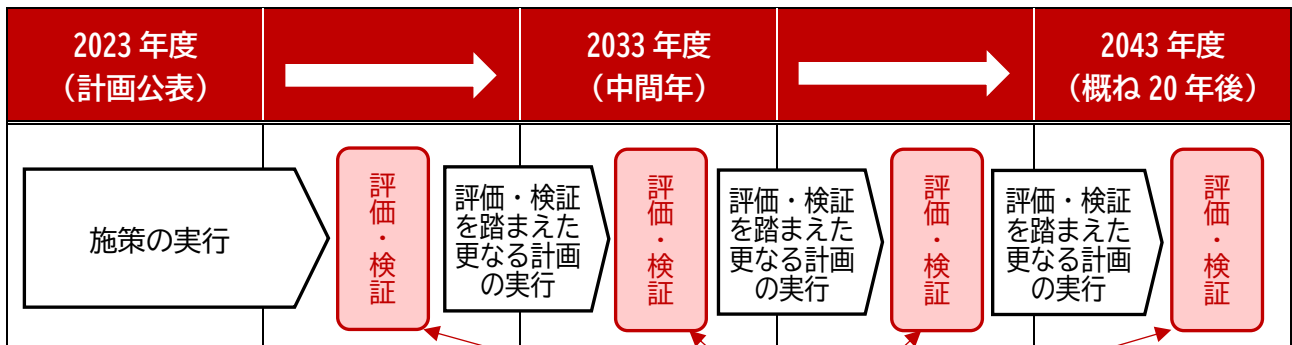 2023 年度
（計画公表）
2033 年度
（中間年）
2043 年度
（概ね 20 年後）
施策の実行
評価・検証
評価・検証
を踏まえた
更なる計画
の実行
評価・検証
評価・検証
を踏まえた
更なる計画
の実行
評価・検証
評価・検証
を踏まえた
更なる計画
の実行
評価・検証